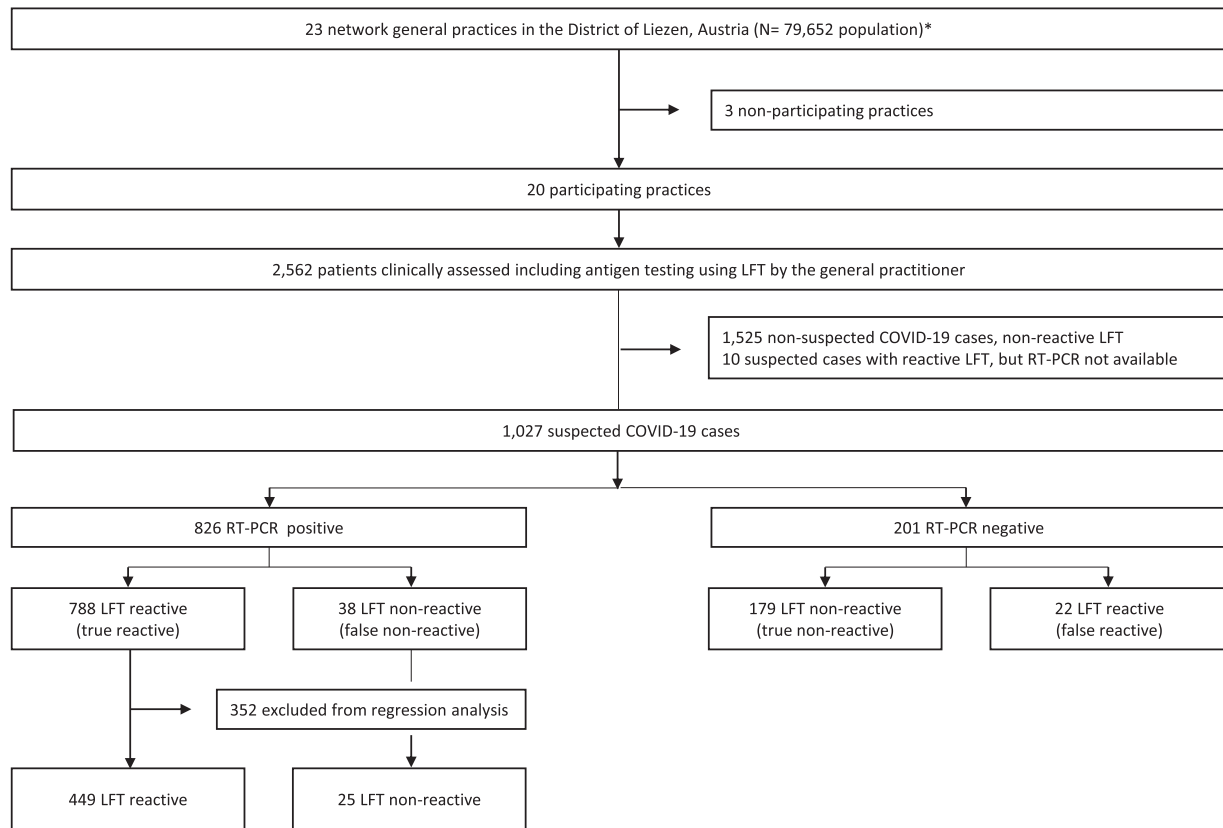 23 network general practices in the District of Liezen, Austria (N= 79,652 population)*
3 non-participating practices
20 participating practices
2,562 patients clinically assessed including antigen testing using LFT by the general practitioner
1,525 non-suspected COVID-19 cases, non-reactive LFT
10 suspected cases with reactive LFT, but RT-PCR not available
1,027 suspected COVID-19 cases
826 RT-PCR positive
201 RT-PCR negative
788 LFT reactive
(true reactive)
38 LFT non-reactive
(false non-reactive)
179 LFT non-reactive
(true non-reactive)
22 LFT reactive
(false reactive)
352 excluded from regression analysis
449 LFT reactive
25 LFT non-reactive